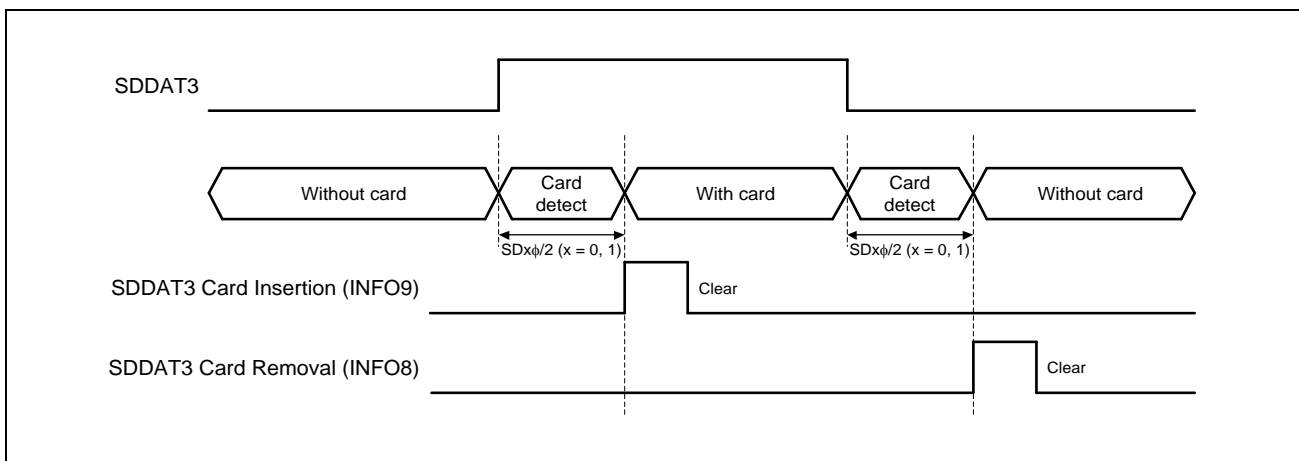 SDDAT3
Without card
Card
detect
With card
Card
detect
Without card
SDxϕ/2 (x = 0, 1)
SDxϕ/2 (x = 0, 1)
SDDAT3 Card Insertion (INFO9)
Clear
SDDAT3 Card Removal (INFO8)
Clear